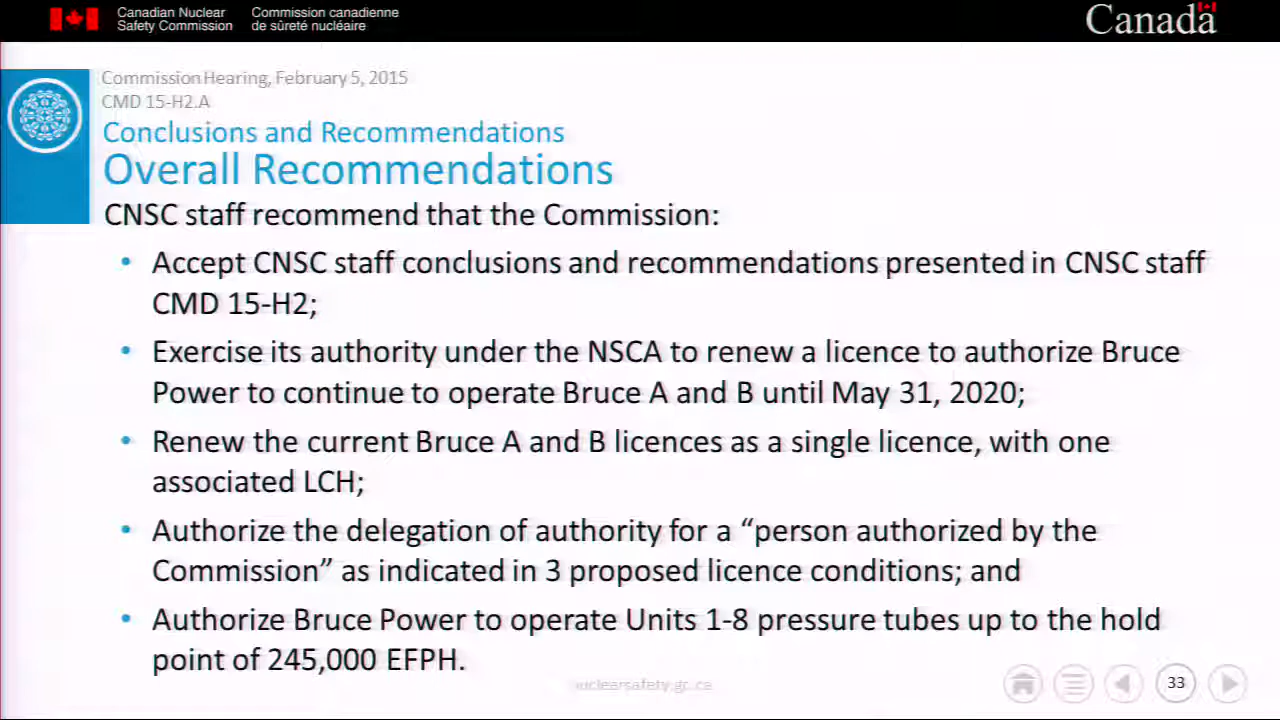 Canadian Nuclear Safety Commission
Commission canadienne de sûreté nucléaire
Canada
Commission Hearing, February 5, 2015
CMD 15-H2.A
Conclusions and Recommendations
Overall Recommendations
CNSC staff recommend that the Commission:
• Accept CNSC staff conclusions and recommendations presented in CNSC staff
CMD 15-H2;
• Exercise its authority under the NSCA to renew a licence to authorize Bruce
Power to continue to operate Bruce A and B until May 31, 2020;
• Renew the current Bruce A and B licences as a single licence, with one
associated LCH;
• Authorize the delegation of authority for a “person authorized by the
Commission” as indicated in 3 proposed licence conditions; and
• Authorize Bruce Power to operate Units 1-8 pressure tubes up to the hold
point of 245,000 EFPH.
nuclearsafety.gc.ca
33